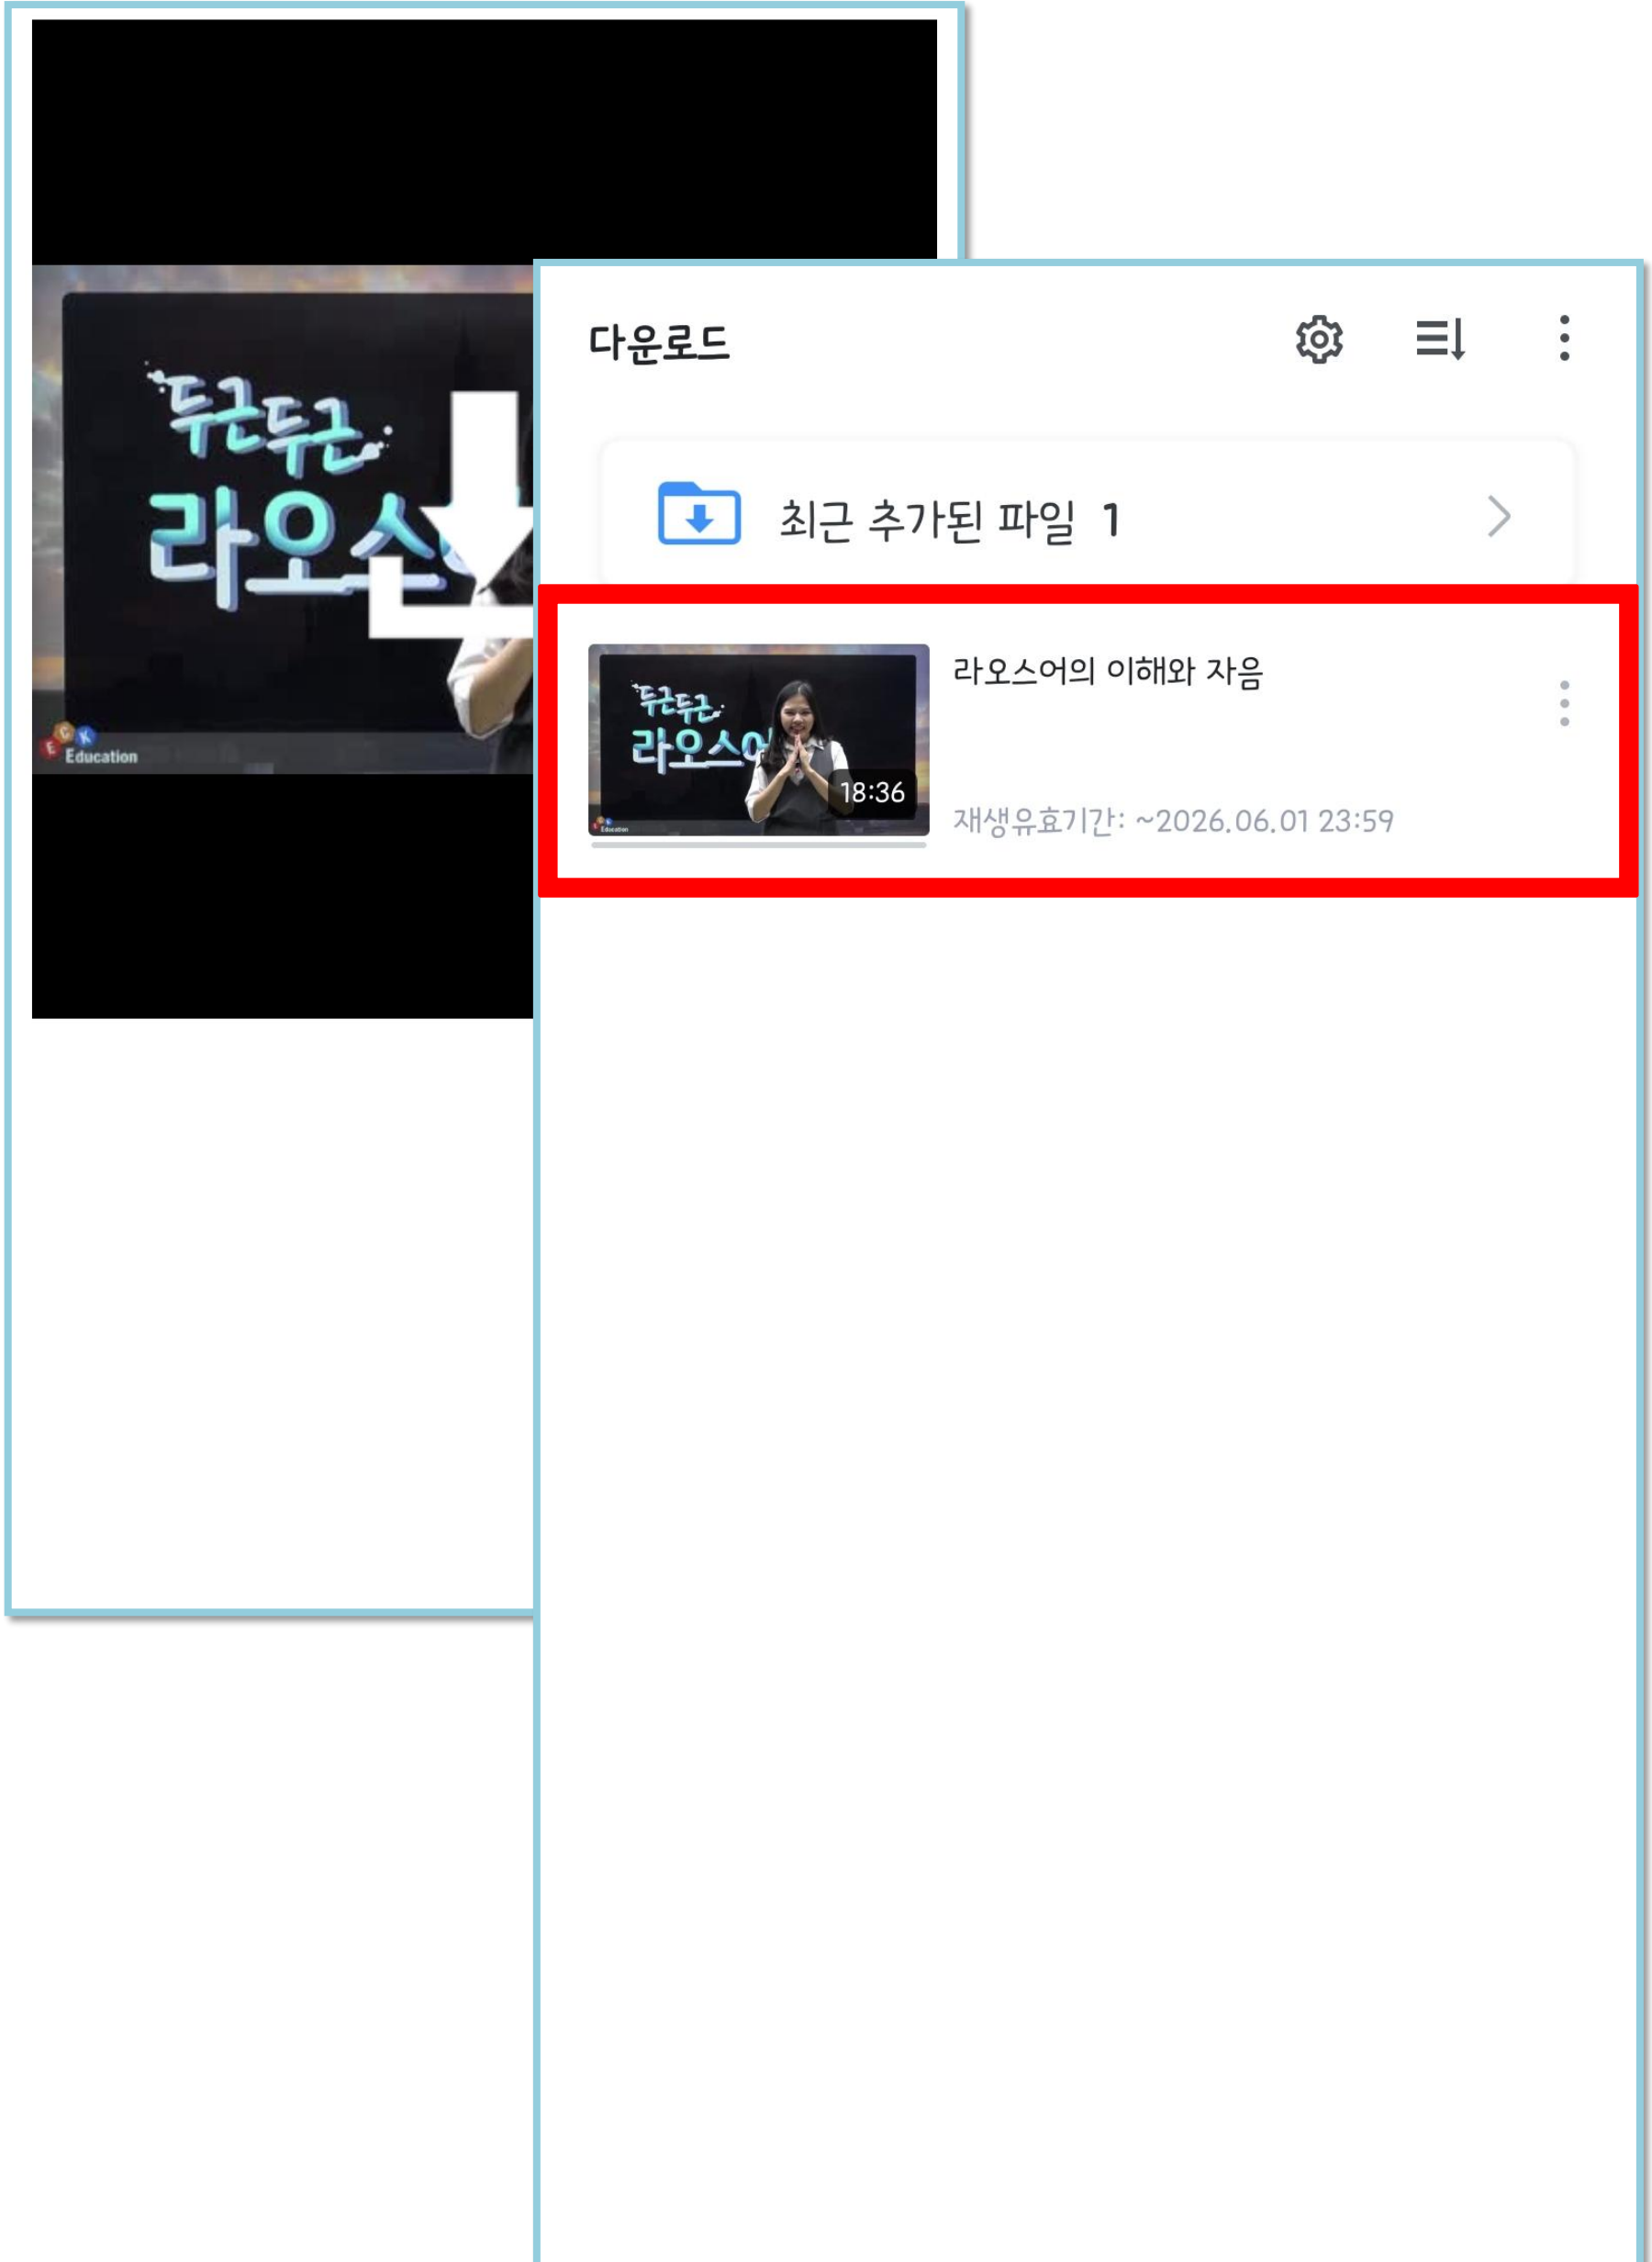 두근두근
라오스어
E C K
Education
다운로드
최근 추가된 파일 1
두근두근
라오스어
18:36
Education
라오스어의 이해와 자음
재생유효기간: ~2026.06.01 23:59